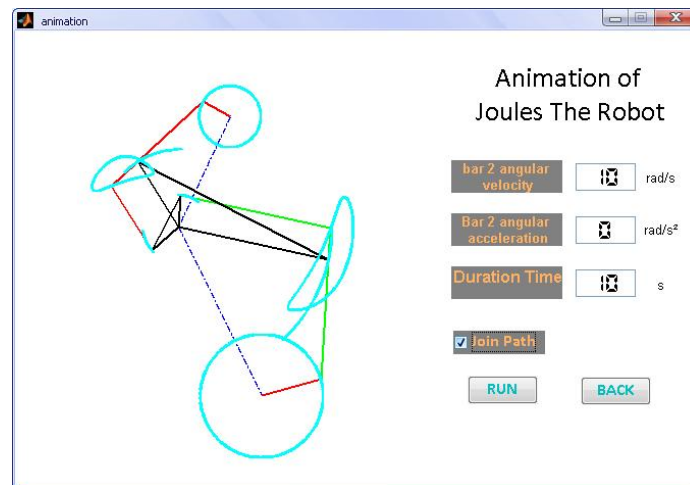 animation
Animation of
Joules The Robot
bar 2 angular
velocity
10
rad/s
Bar 2 angular
acceleration
0
rad/s²
Duration Time
10
s
Join Path
RUN
BACK